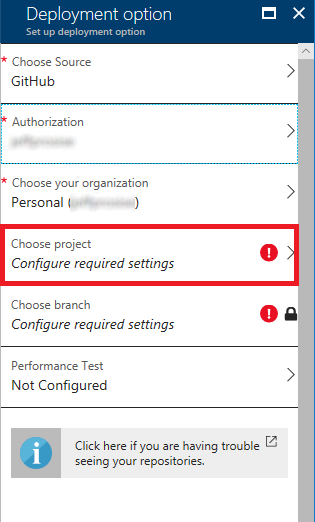 Deployment option
Set up deployment option
* Choose Source
GitHub
Authorization
* Choose your organization
Personal ( )
Choose project
Configure required settings
Choose branch
Configure required settings
Performance Test
Not Configured
Click here if you are having trouble
seeing your repositories.